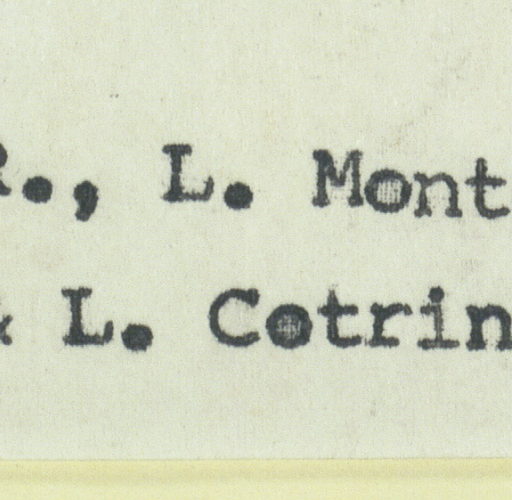 R., L. Mont
& L. Cotrin